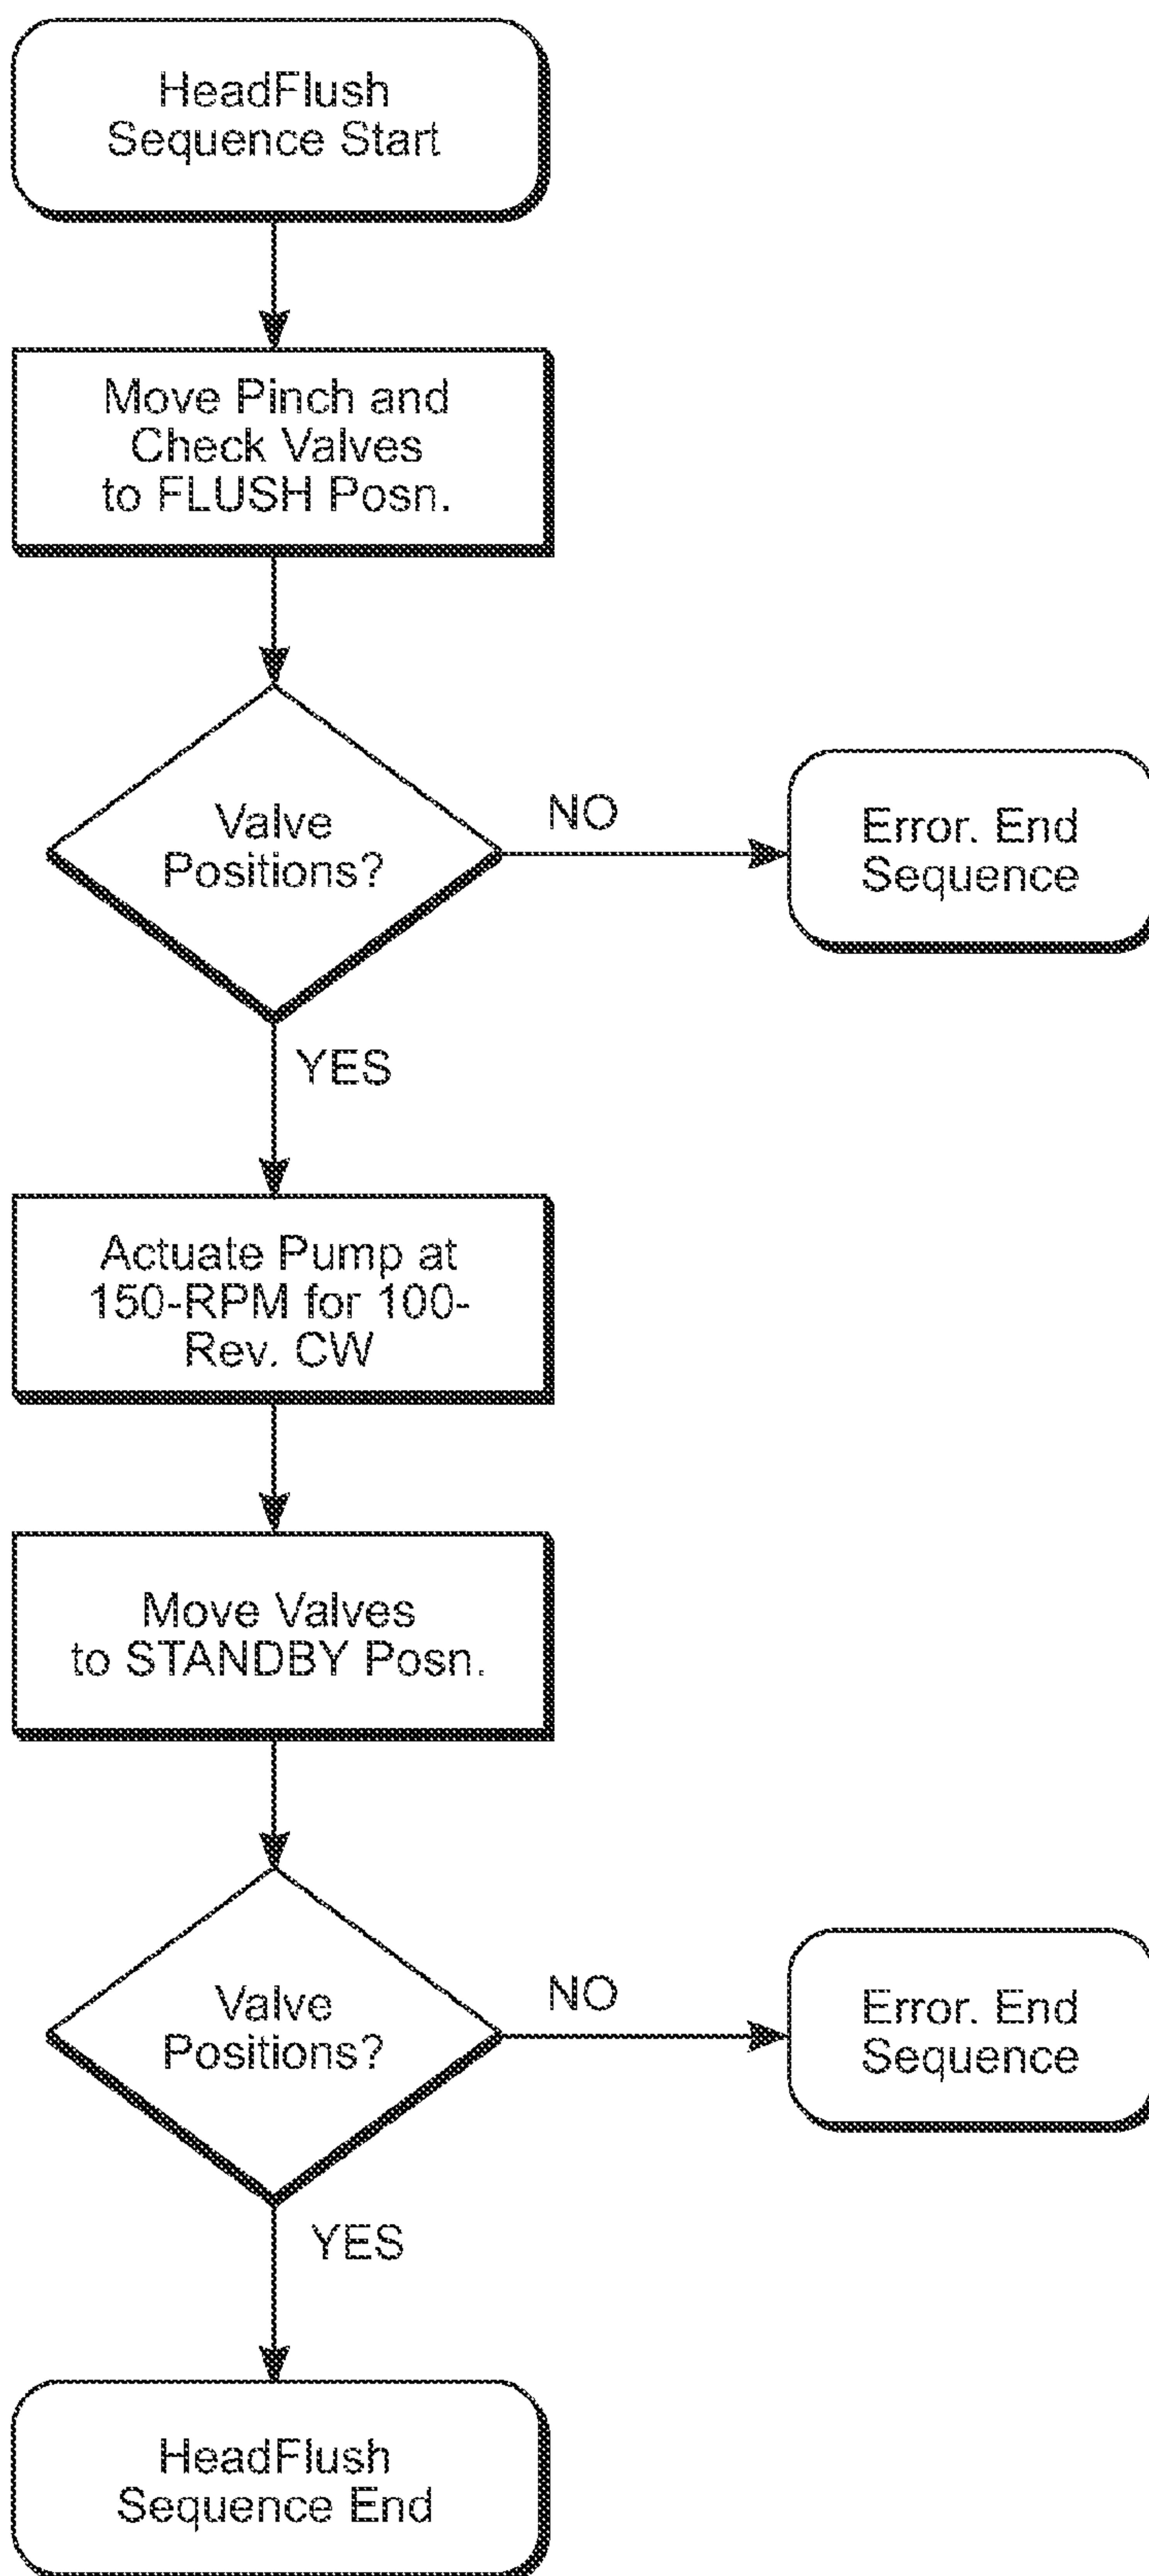 HeadFlush
Sequence Start
Move Pinch and
Check Valves
to FLUSH Posn.
Valve
Positions?
NO
Error. End
Sequence
YES
Actuate Pump at
150-RPM for 100-
Rev. CW
Move Valves
to STANDBY Posn.
Valve
Positions?
NO
Error. End
Sequence
YES
HeadFlush
Sequence End